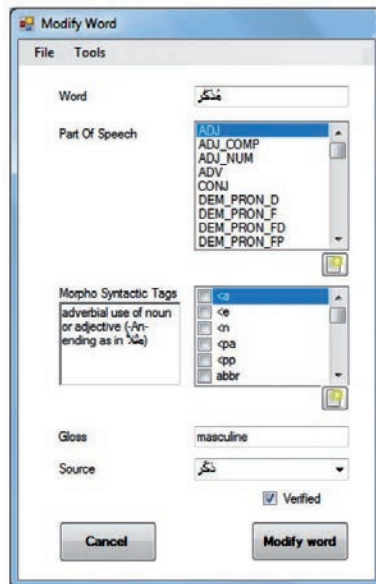 Modify Word
File Tools
Word مُذَكَّر
Part Of Speech ADJ
ADJ_COMP
ADJ_NUM
ADV
CONJ
DEM_PRON_D
DEM_PRON_F
DEM_PRON_FD
DEM_PRON_FP
Morpho Syntactic Tags
adverbial use of noun
or adjective (-An-
ending as in مثلاً)
<a
<e
<n
<pa
<pp
abbr
Gloss masculine
Source ذَكَّر
Verified
Cancel Modify word